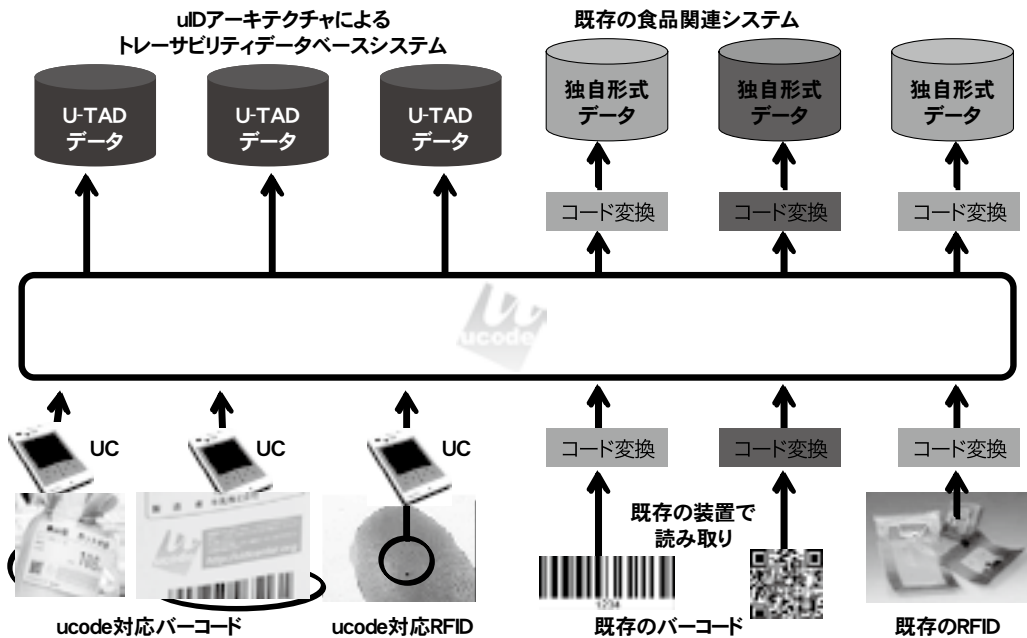 uIDアーキテクチャによる
トレーサビリティデータベースシステム
既存の食品関連システム
U-TAD
データ
U-TAD
データ
U-TAD
データ
独自形式
データ
独自形式
データ
独自形式
データ
コード変換
コード変換
コード変換
ucode
UC
UC
UC
コード変換
コード変換
コード変換
既存の装置で
読み取り
1234
ucode対応バーコード
ucode対応RFID
既存のバーコード
既存のRFID